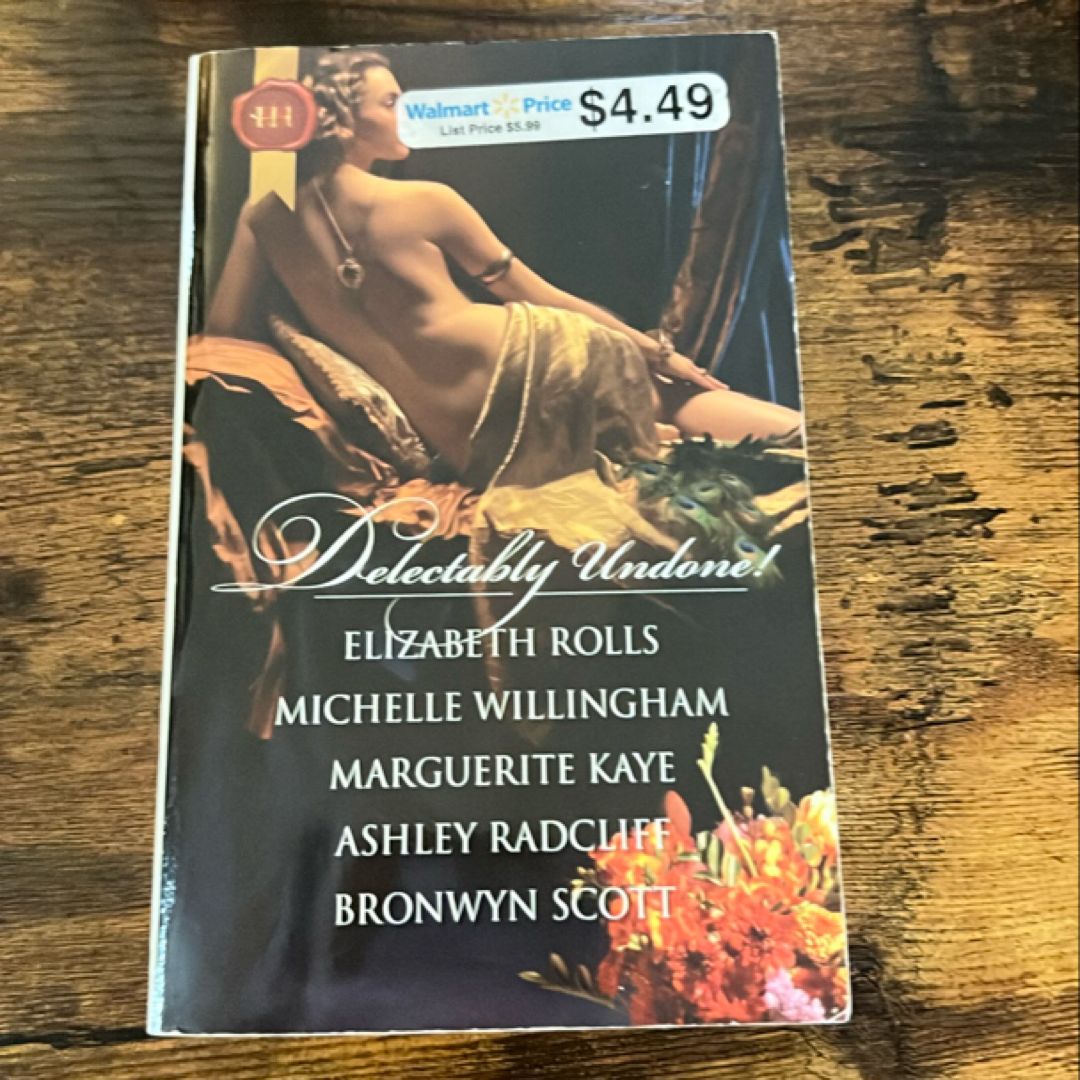 HH
Walmart Price $4.49
List Price $5.99
Delectably Undone!
ELIZABETH ROLLS
MICHELLE WILLINGHAM
MARGUERITE KAYE
ASHLEY RADCLIFF
BRONWYN SCOTT